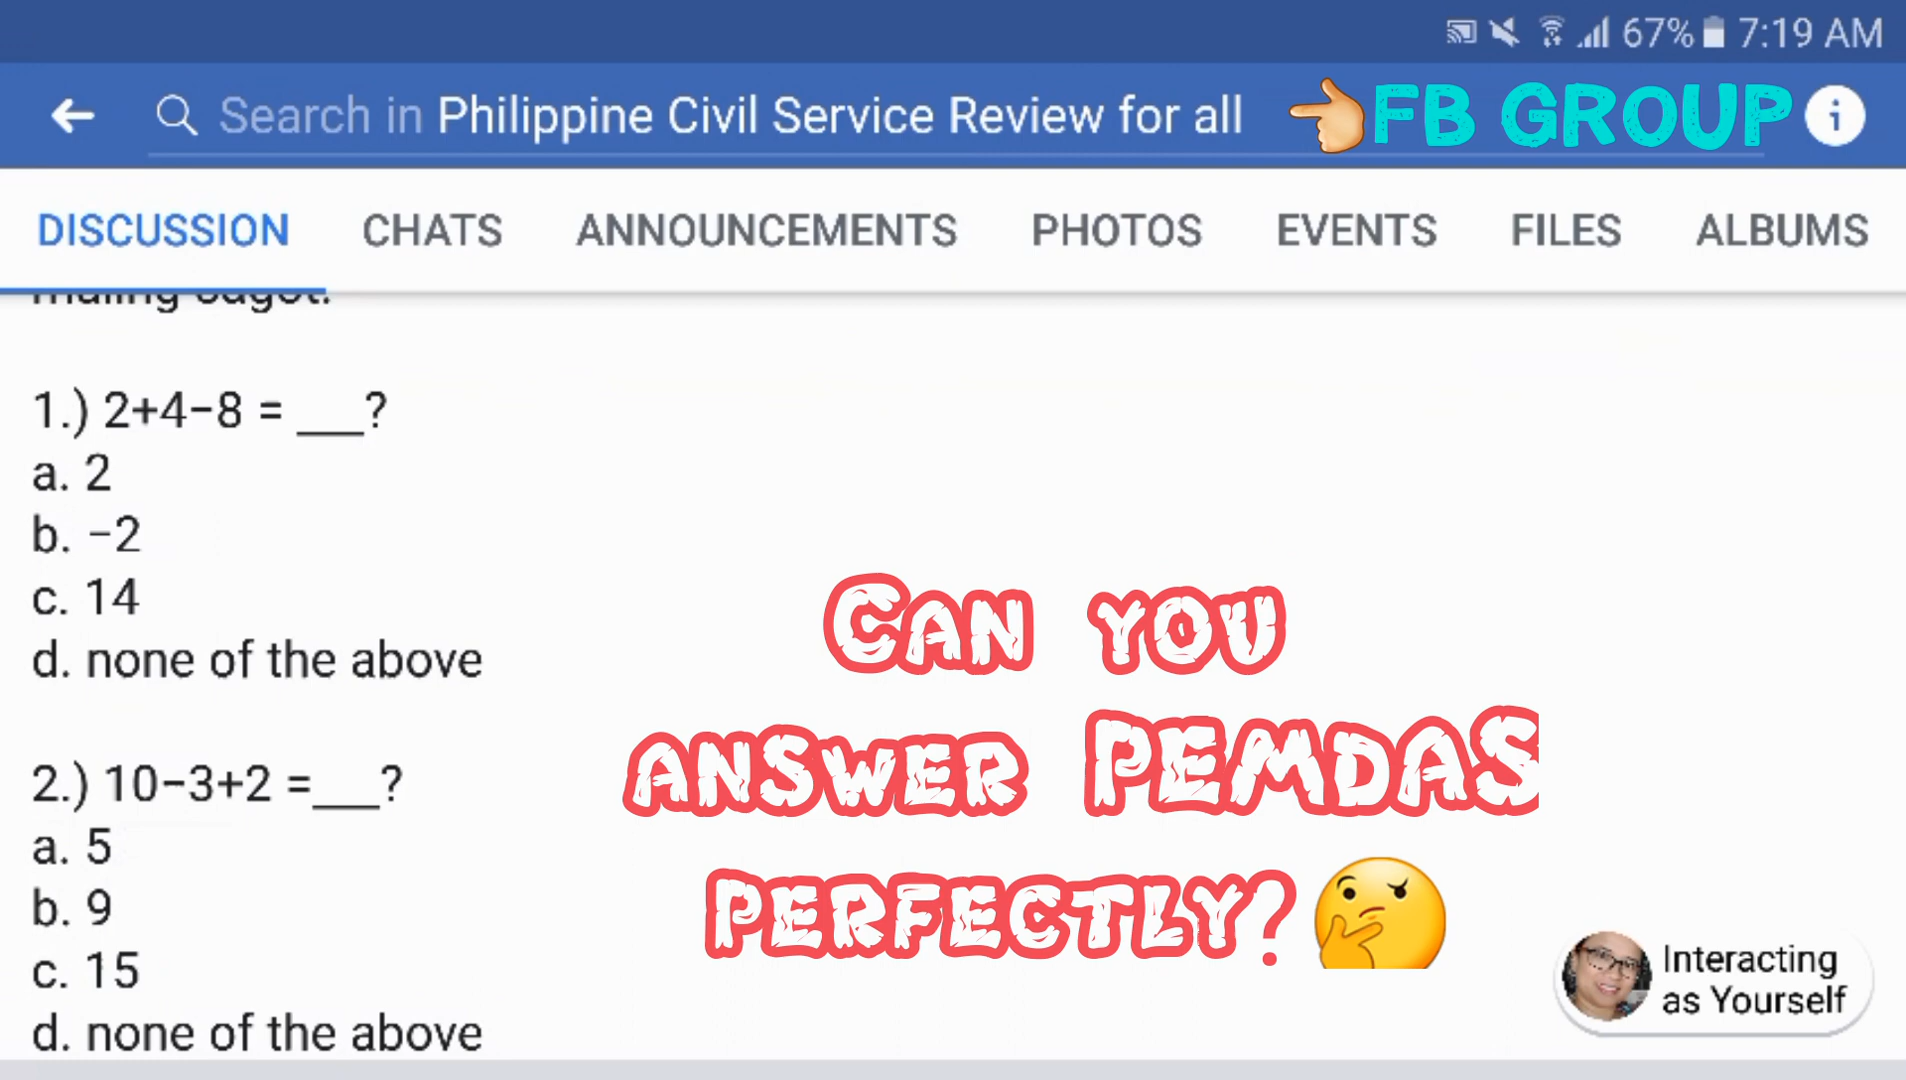 67% 7:19 AM
Search in Philippine Civil Service Review for all FB GROUP i
DISCUSSION CHATS ANNOUNCEMENTS PHOTOS EVENTS FILES ALBUMS
1.) 2+4−8 = ___?
a. 2
b. −2
c. 14
d. none of the above
2.) 10−3+2 =___?
a. 5
b. 9
c. 15
d. none of the above
CAN YOU
ANSWER PEMDAS
PERFECTLY?
Interacting
as Yourself